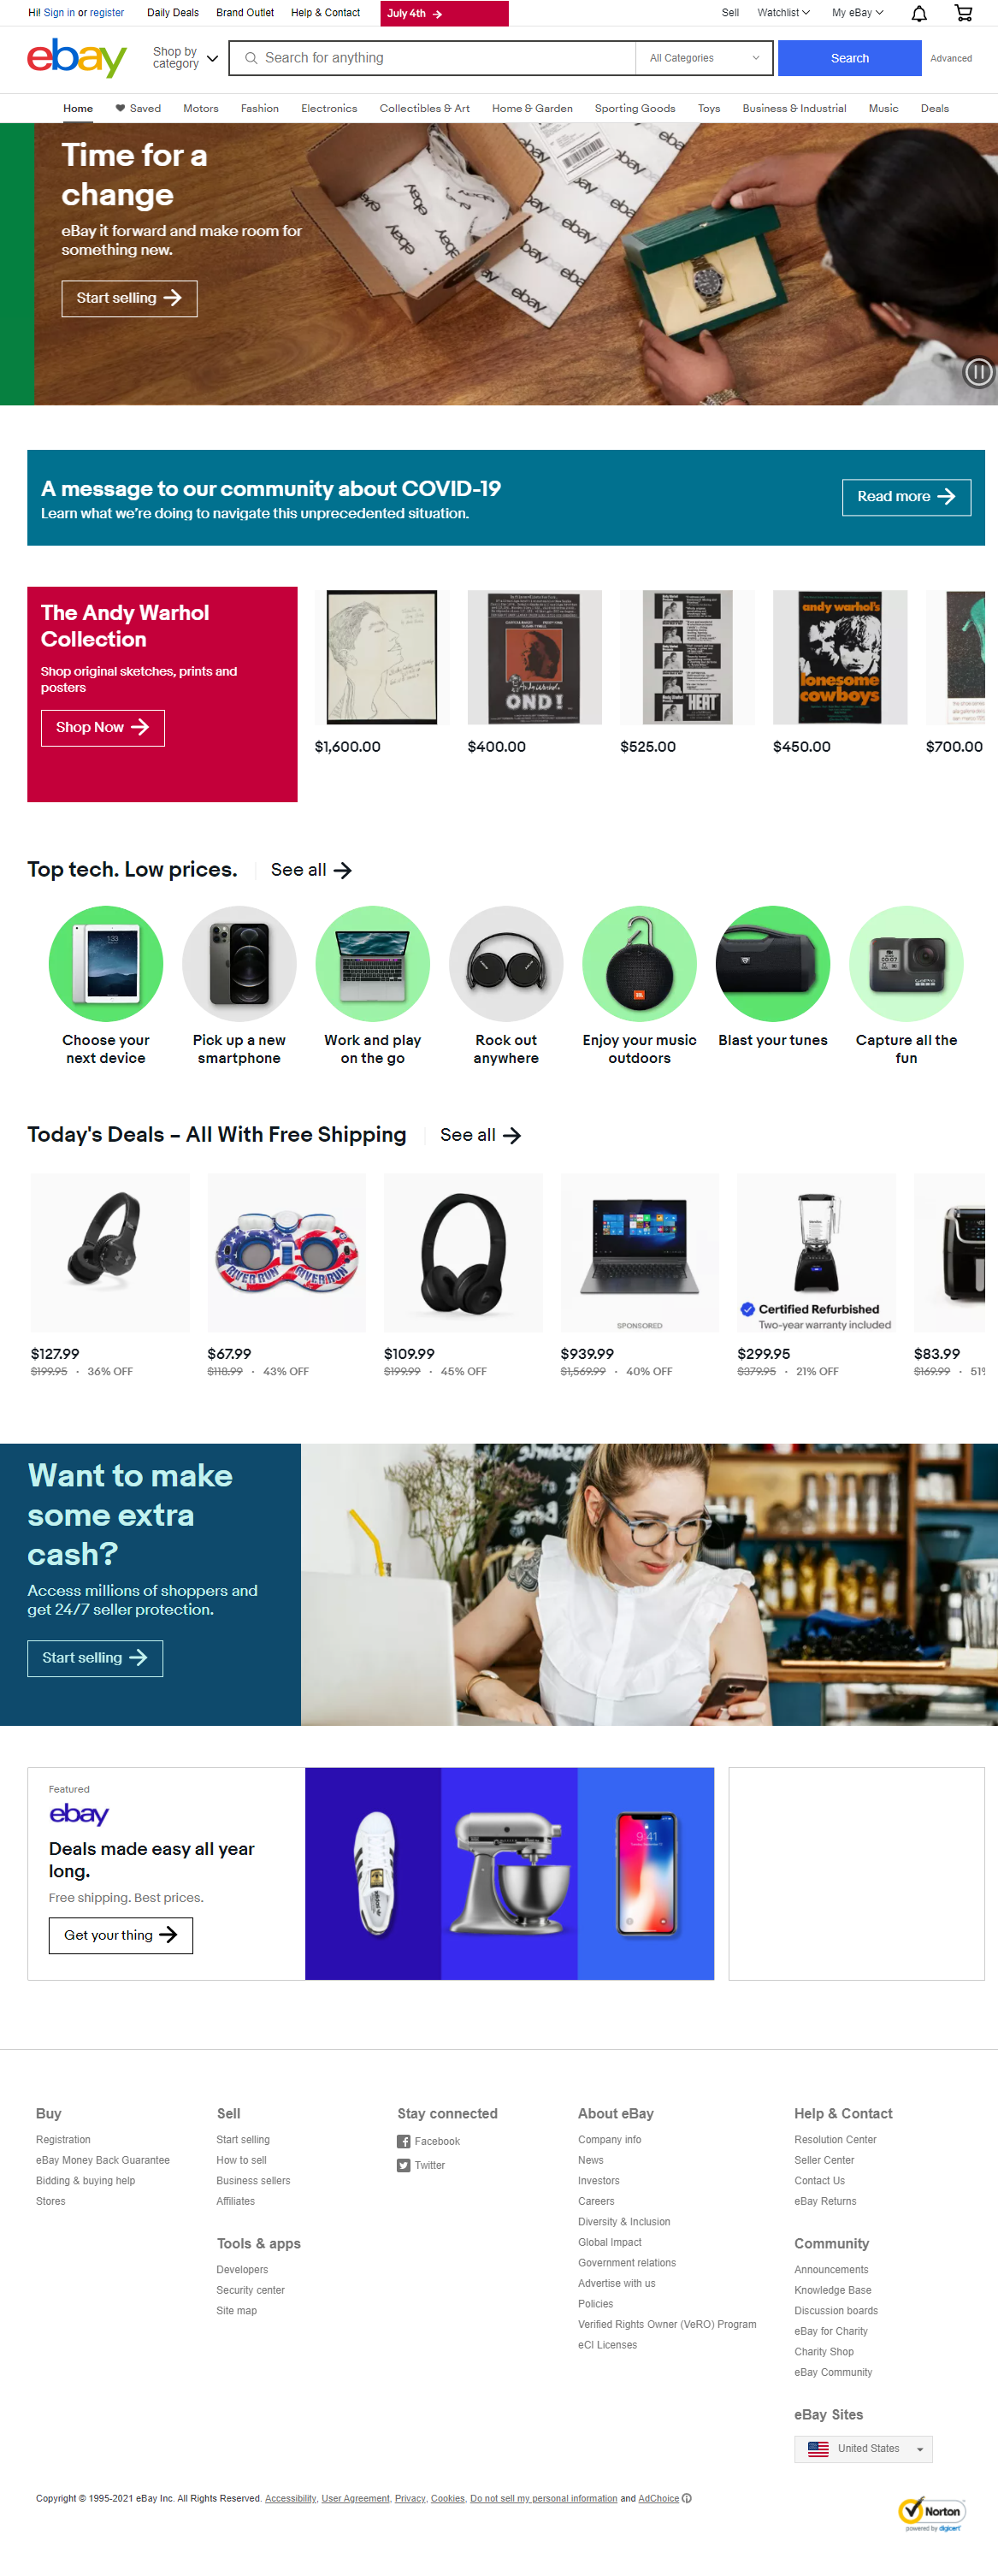 Hi! Sign in or register Daily Deals Brand Outlet Help & Contact July 4th Sell Watchlist My eBay
ebay Shop by category Search for anything All Categories Search Advanced
Home Saved Motors Fashion Electronics Collectibles & Art Home & Garden Sporting Goods Toys Business & Industrial Music Deals
Time for a
change
eBay it forward and make room for
something new.
Start selling
A message to our community about COVID-19
Learn what we're doing to navigate this unprecedented situation.
Read more
The Andy Warhol
Collection
Shop original sketches, prints and
posters
Shop Now
OND!
HEAT
andy warhol's
lonesome
cowboys
$1,600.00 $400.00 $525.00 $450.00 $700.00
Top tech. Low prices. See all
Choose your
next device
Pick up a new
smartphone
Work and play
on the go
Rock out
anywhere
Enjoy your music
outdoors
Blast your tunes
Capture all the
fun
Today's Deals – All With Free Shipping See all
RIVER RUN RIVER RUN
SPONSORED
Certified Refurbished
Two-year warranty included
$127.99 $67.99 $109.99 $939.99 $299.95 $83.99
$199.95 · 36% OFF $118.99 · 43% OFF $199.99 · 45% OFF $1,569.99 · 40% OFF $379.95 · 21% OFF $169.99 · 51%
Want to make
some extra
cash?
Access millions of shoppers and
get 24/7 seller protection.
Start selling
Featured
ebay
Deals made easy all year
long.
Free shipping. Best prices.
Get your thing
9:41
Buy
Registration
eBay Money Back Guarantee
Bidding & buying help
Stores
Sell
Start selling
How to sell
Business sellers
Affiliates
Tools & apps
Developers
Security center
Site map
Stay connected
Facebook
Twitter
About eBay
Company info
News
Investors
Careers
Diversity & Inclusion
Global Impact
Government relations
Advertise with us
Policies
Verified Rights Owner (VeRO) Program
eCI Licenses
Help & Contact
Resolution Center
Seller Center
Contact Us
eBay Returns
Community
Announcements
Knowledge Base
Discussion boards
eBay for Charity
Charity Shop
eBay Community
eBay Sites
United States
Copyright © 1995-2021 eBay Inc. All Rights Reserved. Accessibility, User Agreement, Privacy, Cookies, Do not sell my personal information and AdChoice
Norton
powered by digicert